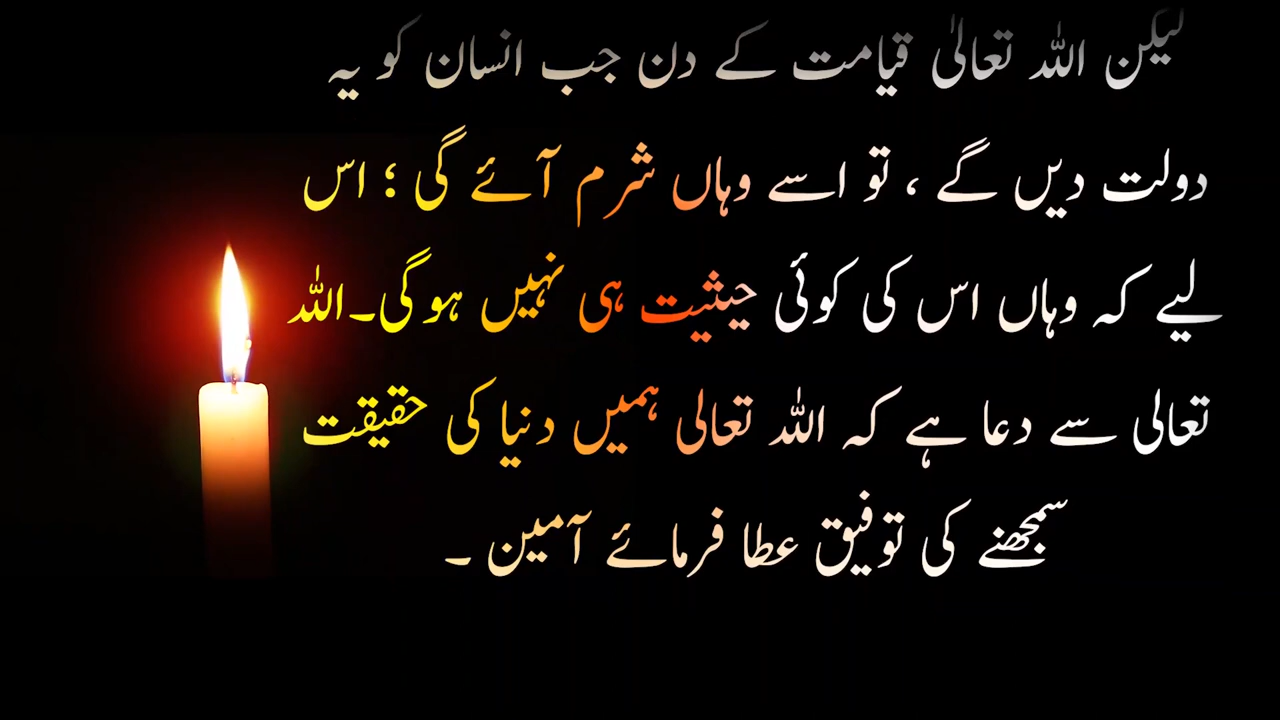 لیکن اللہ تعالیٰ قیامت کے دن جب انسان کو یہ
دولت دیں گے ، تو اسے وہاں شرم آئے گی ؛ اس
لیے کہ وہاں اس کی کوئی حیثیت ہی نہیں ہوگی۔اللہ
تعالی سے دعا ہے کہ اللہ تعالی ہمیں دنیا کی حقیقت
سمجھنے کی توفیق عطا فرمائے آمین ۔